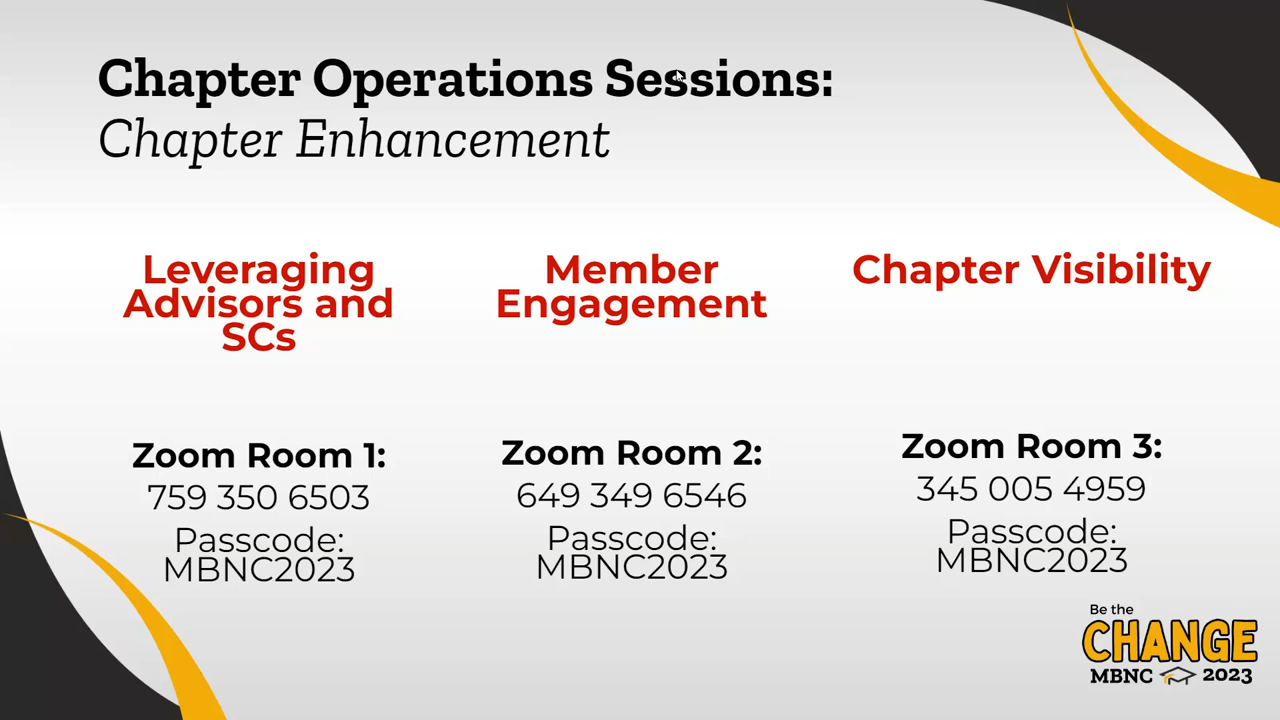 Chapter Operations Sessions:
Chapter Enhancement
Leveraging
Advisors and
SCs
Zoom Room 1:
759 350 6503
Passcode:
MBNC2023
Member
Engagement
Zoom Room 2:
649 349 6546
Passcode:
MBNC2023
Chapter Visibility
Zoom Room 3:
345 005 4959
Passcode:
MBNC2023
Be the
CHANGE
MBNC 2023